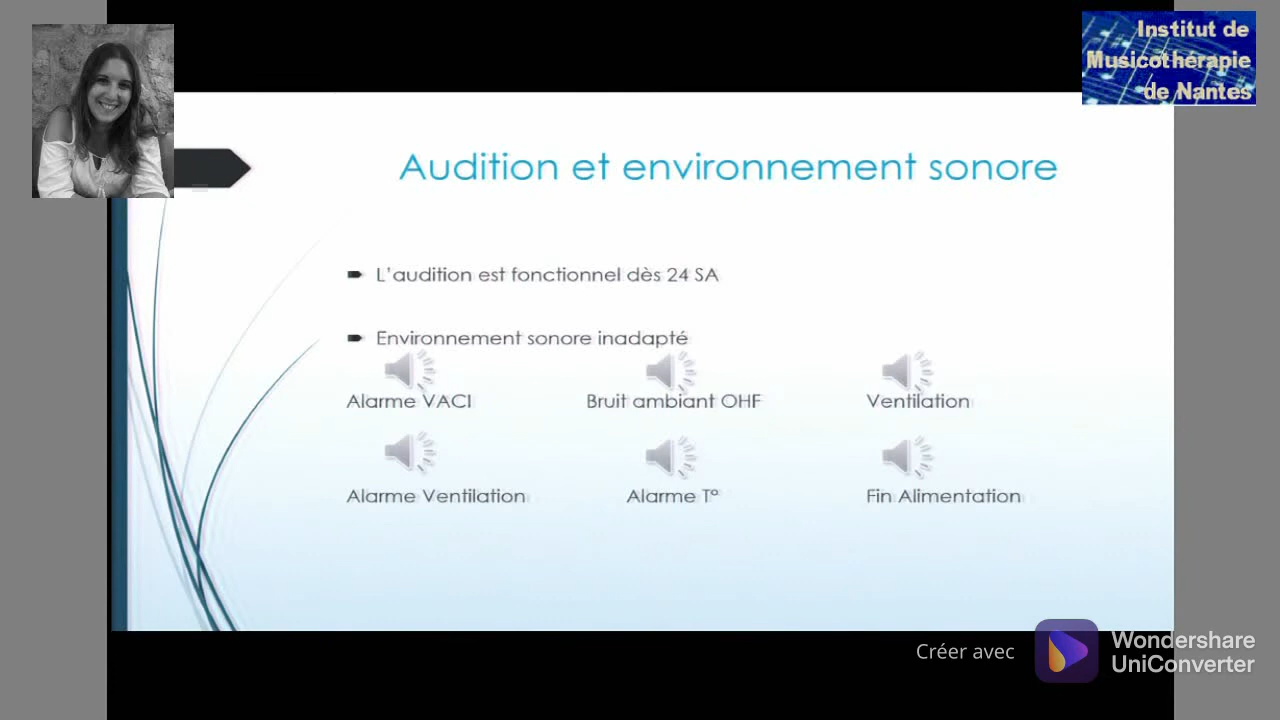 Institut de
Musicothérapie
de Nantes
Audition et environnement sonore
L'audition est fonctionnel dès 24 SA
Environnement sonore inadapté
Alarme VACI
Bruit ambiant OHF
Ventilation
Alarme Ventilation
Alarme T°
Fin Alimentation
Créer avec
Wondershare
UniConverter